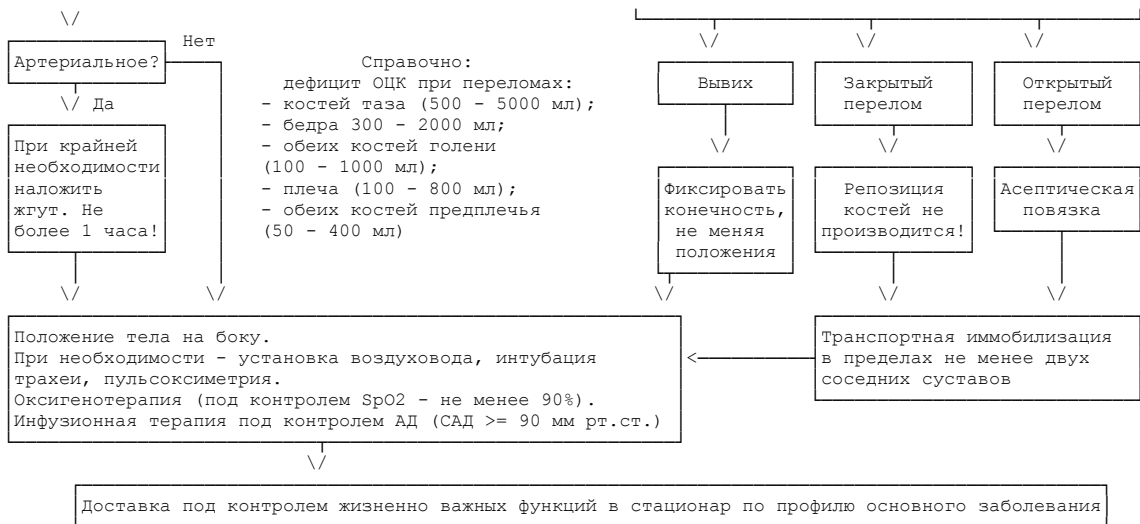 Нет
Артериальное?
Да
При крайней
необходимости
наложить
жгут. Не
более 1 часа!
Справочно:
дефицит ОЦК при переломах:
- костей таза (500 - 5000 мл);
- бедра 300 - 2000 мл;
- обеих костей голени
(100 - 1000 мл);
- плеча (100 - 800 мл);
- обеих костей предплечья
(50 - 400 мл)
Вывих
Фиксировать
конечность,
не меняя
положения
Закрытый
перелом
Репозиция
костей не
производится!
Открытый
перелом
Асептическая
повязка
Положение тела на боку.
При необходимости - установка воздуховода, интубация
трахеи, пульсоксиметрия.
Оксигенотерапия (под контролем SpO2 - не менее 90%).
Инфузионная терапия под контролем АД (САД >= 90 мм рт.ст.)
Транспортная иммобилизация
в пределах не менее двух
соседних суставов
Доставка под контролем жизненно важных функций в стационар по профилю основного заболевания